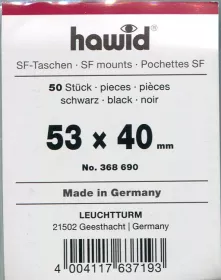 hawid®
SF-Taschen · SF mounts · Pochettes SF
50 Stück · pieces · pièces
schwarz · black · noir
53 x 40 mm
No. 368 690
Made in Germany
LEUCHTTURM
21502 Geesthacht | Germany
4 004117 637193